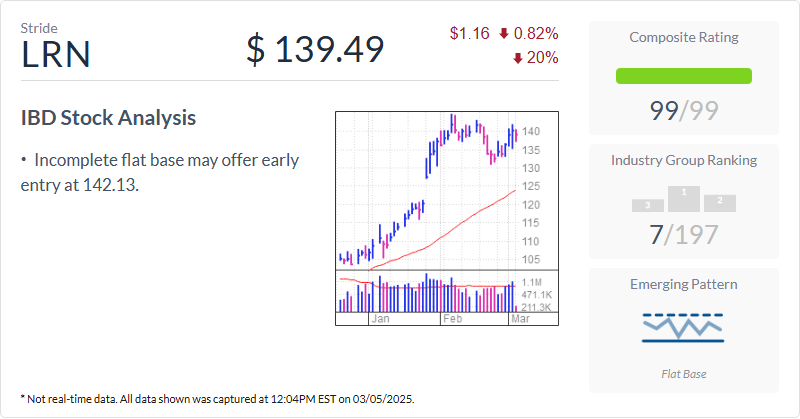 Stride
LRN
$ 139.49
$1.16 0.82%
20%
IBD Stock Analysis
• Incomplete flat base may offer early
entry at 142.13.
140
135
130
125
120
115
110
105
1.1M
471.1K
211.3K
Jan Feb Mar
Composite Rating
99/99
Industry Group Ranking
3 1 2
7/197
Emerging Pattern
Flat Base
* Not real-time data. All data shown was captured at 12:04PM EST on 03/05/2025.